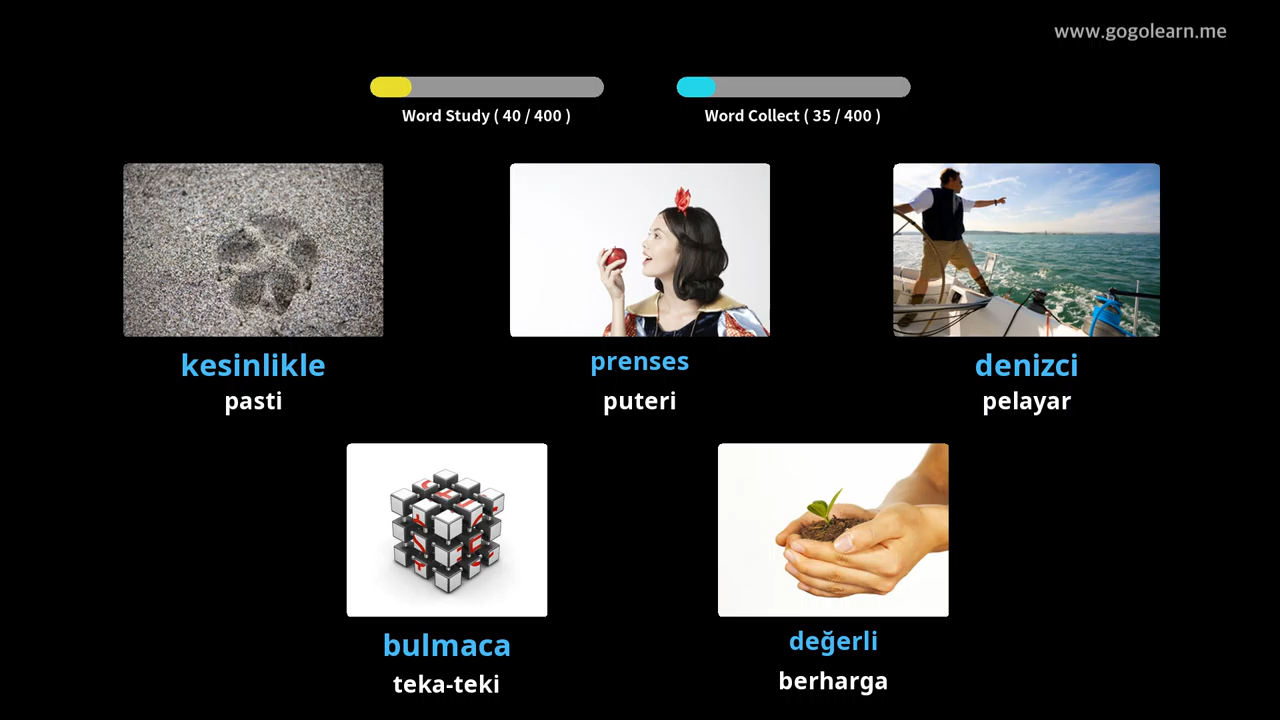 www.gogolearn.me
Word Study ( 40 / 400 )
Word Collect ( 35 / 400 )
kesinlikle
pasti
prenses
puteri
denizci
pelayar
bulmaca
teka-teki
değerli
berharga